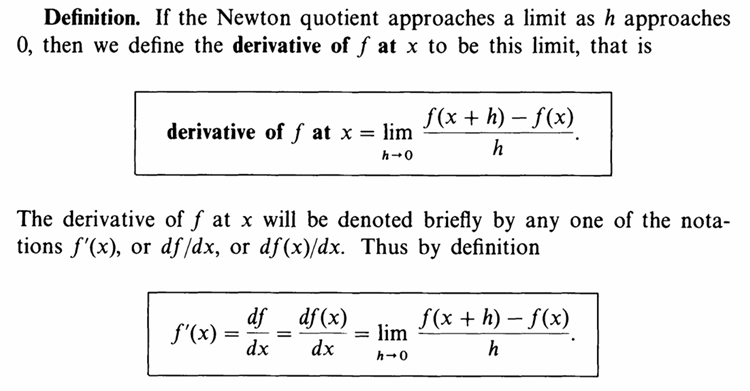 Definition. If the Newton quotient approaches a limit as h approaches
0, then we define the derivative of f at x to be this limit, that is
derivative of f at x = lim_{h→0} \frac{f(x + h) − f(x)}{h}.
The derivative of f at x will be denoted briefly by any one of the nota-
tions f′(x), or df/dx, or df(x)/dx. Thus by definition
f′(x) = \frac{df}{dx} = \frac{df(x)}{dx} = lim_{h→0} \frac{f(x + h) − f(x)}{h}.